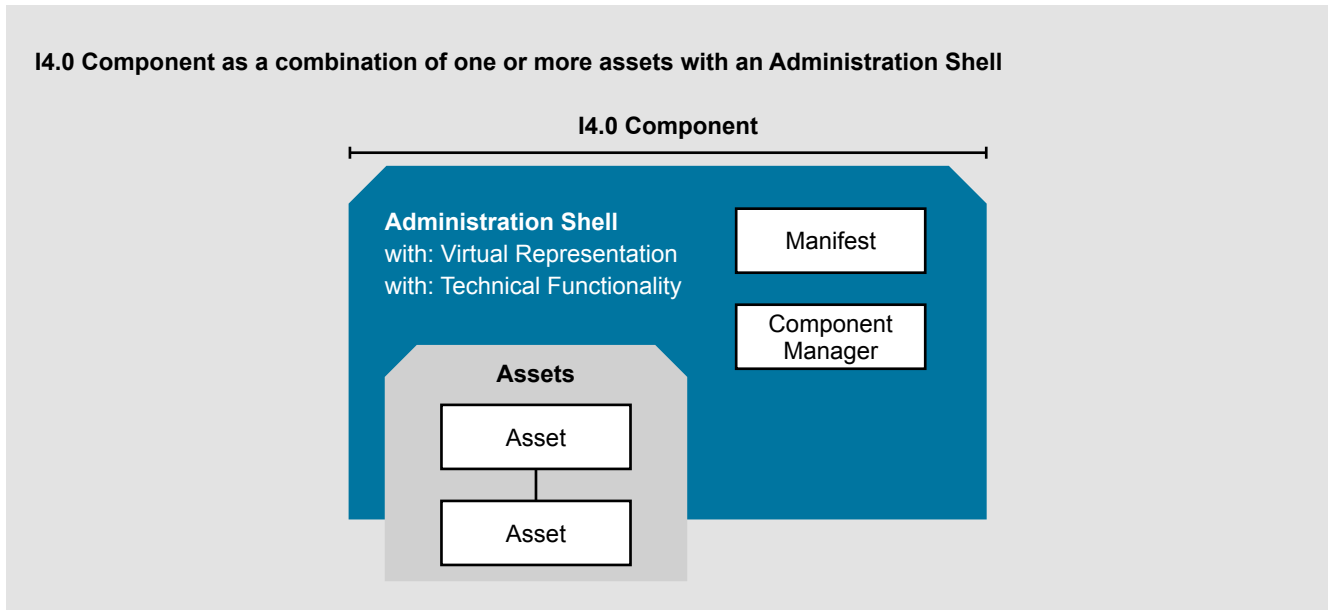 I4.0 Component as a combination of one or more assets with an Administration Shell
I4.0 Component
Administration Shell
with: Virtual Representation
with: Technical Functionality
Manifest
Component
Manager
Assets
Asset
Asset